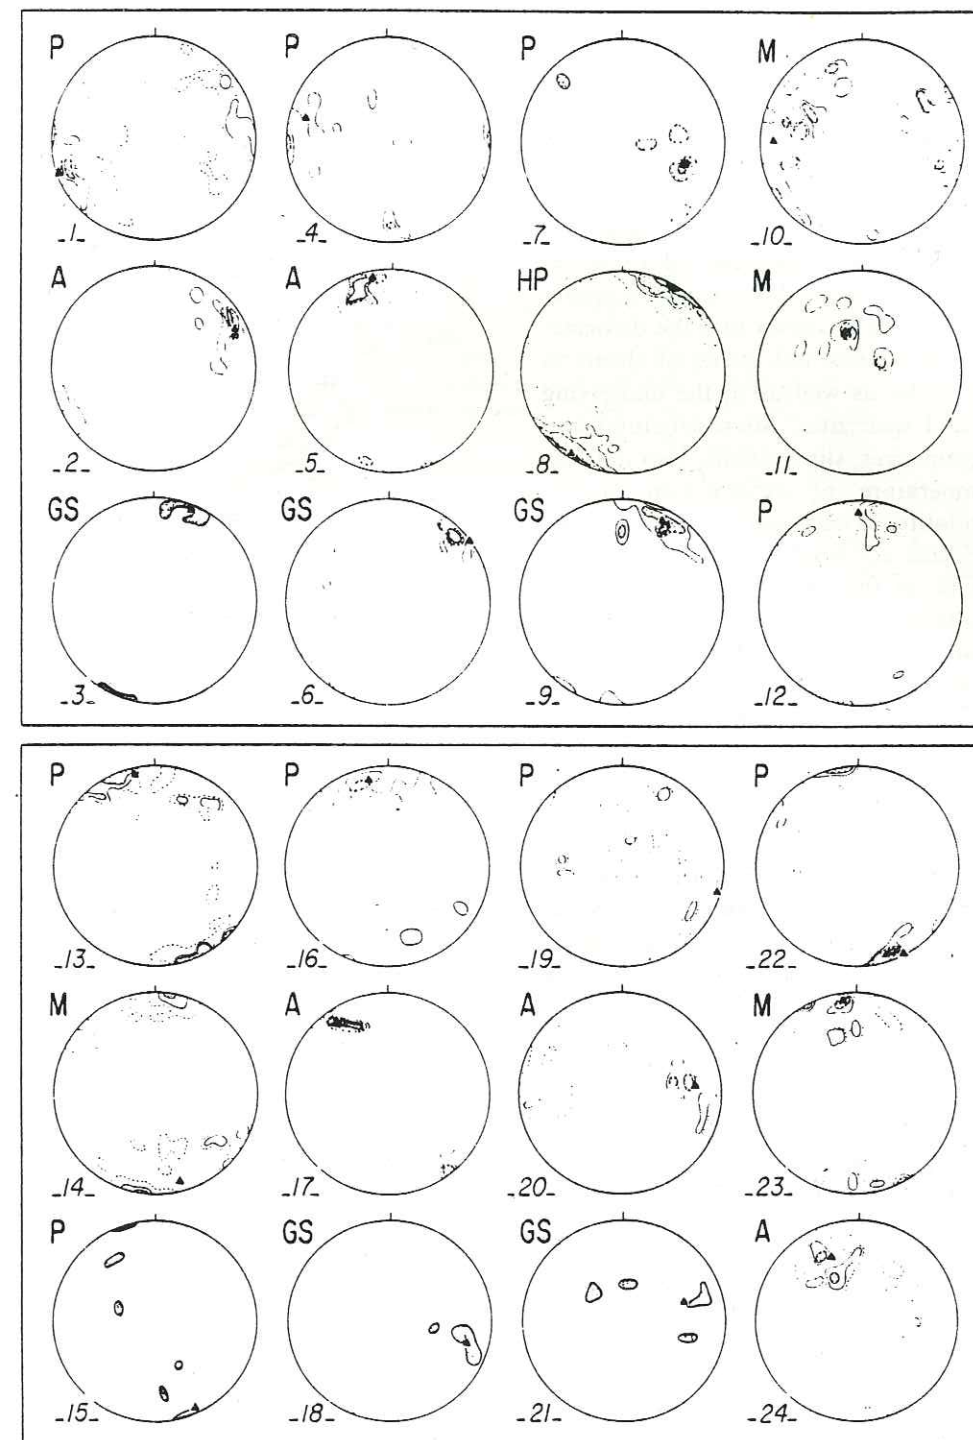 P P P M
-1- -4- -7- -10-
A A HP M
-2- -5- -8- -11-
GS GS GS P
-3- -6- -9- -12-
P P P P
-13- -16- -19- -22-
M A A M
-14- -17- -20- -23-
P GS GS A
-15- -18- -21- -24-